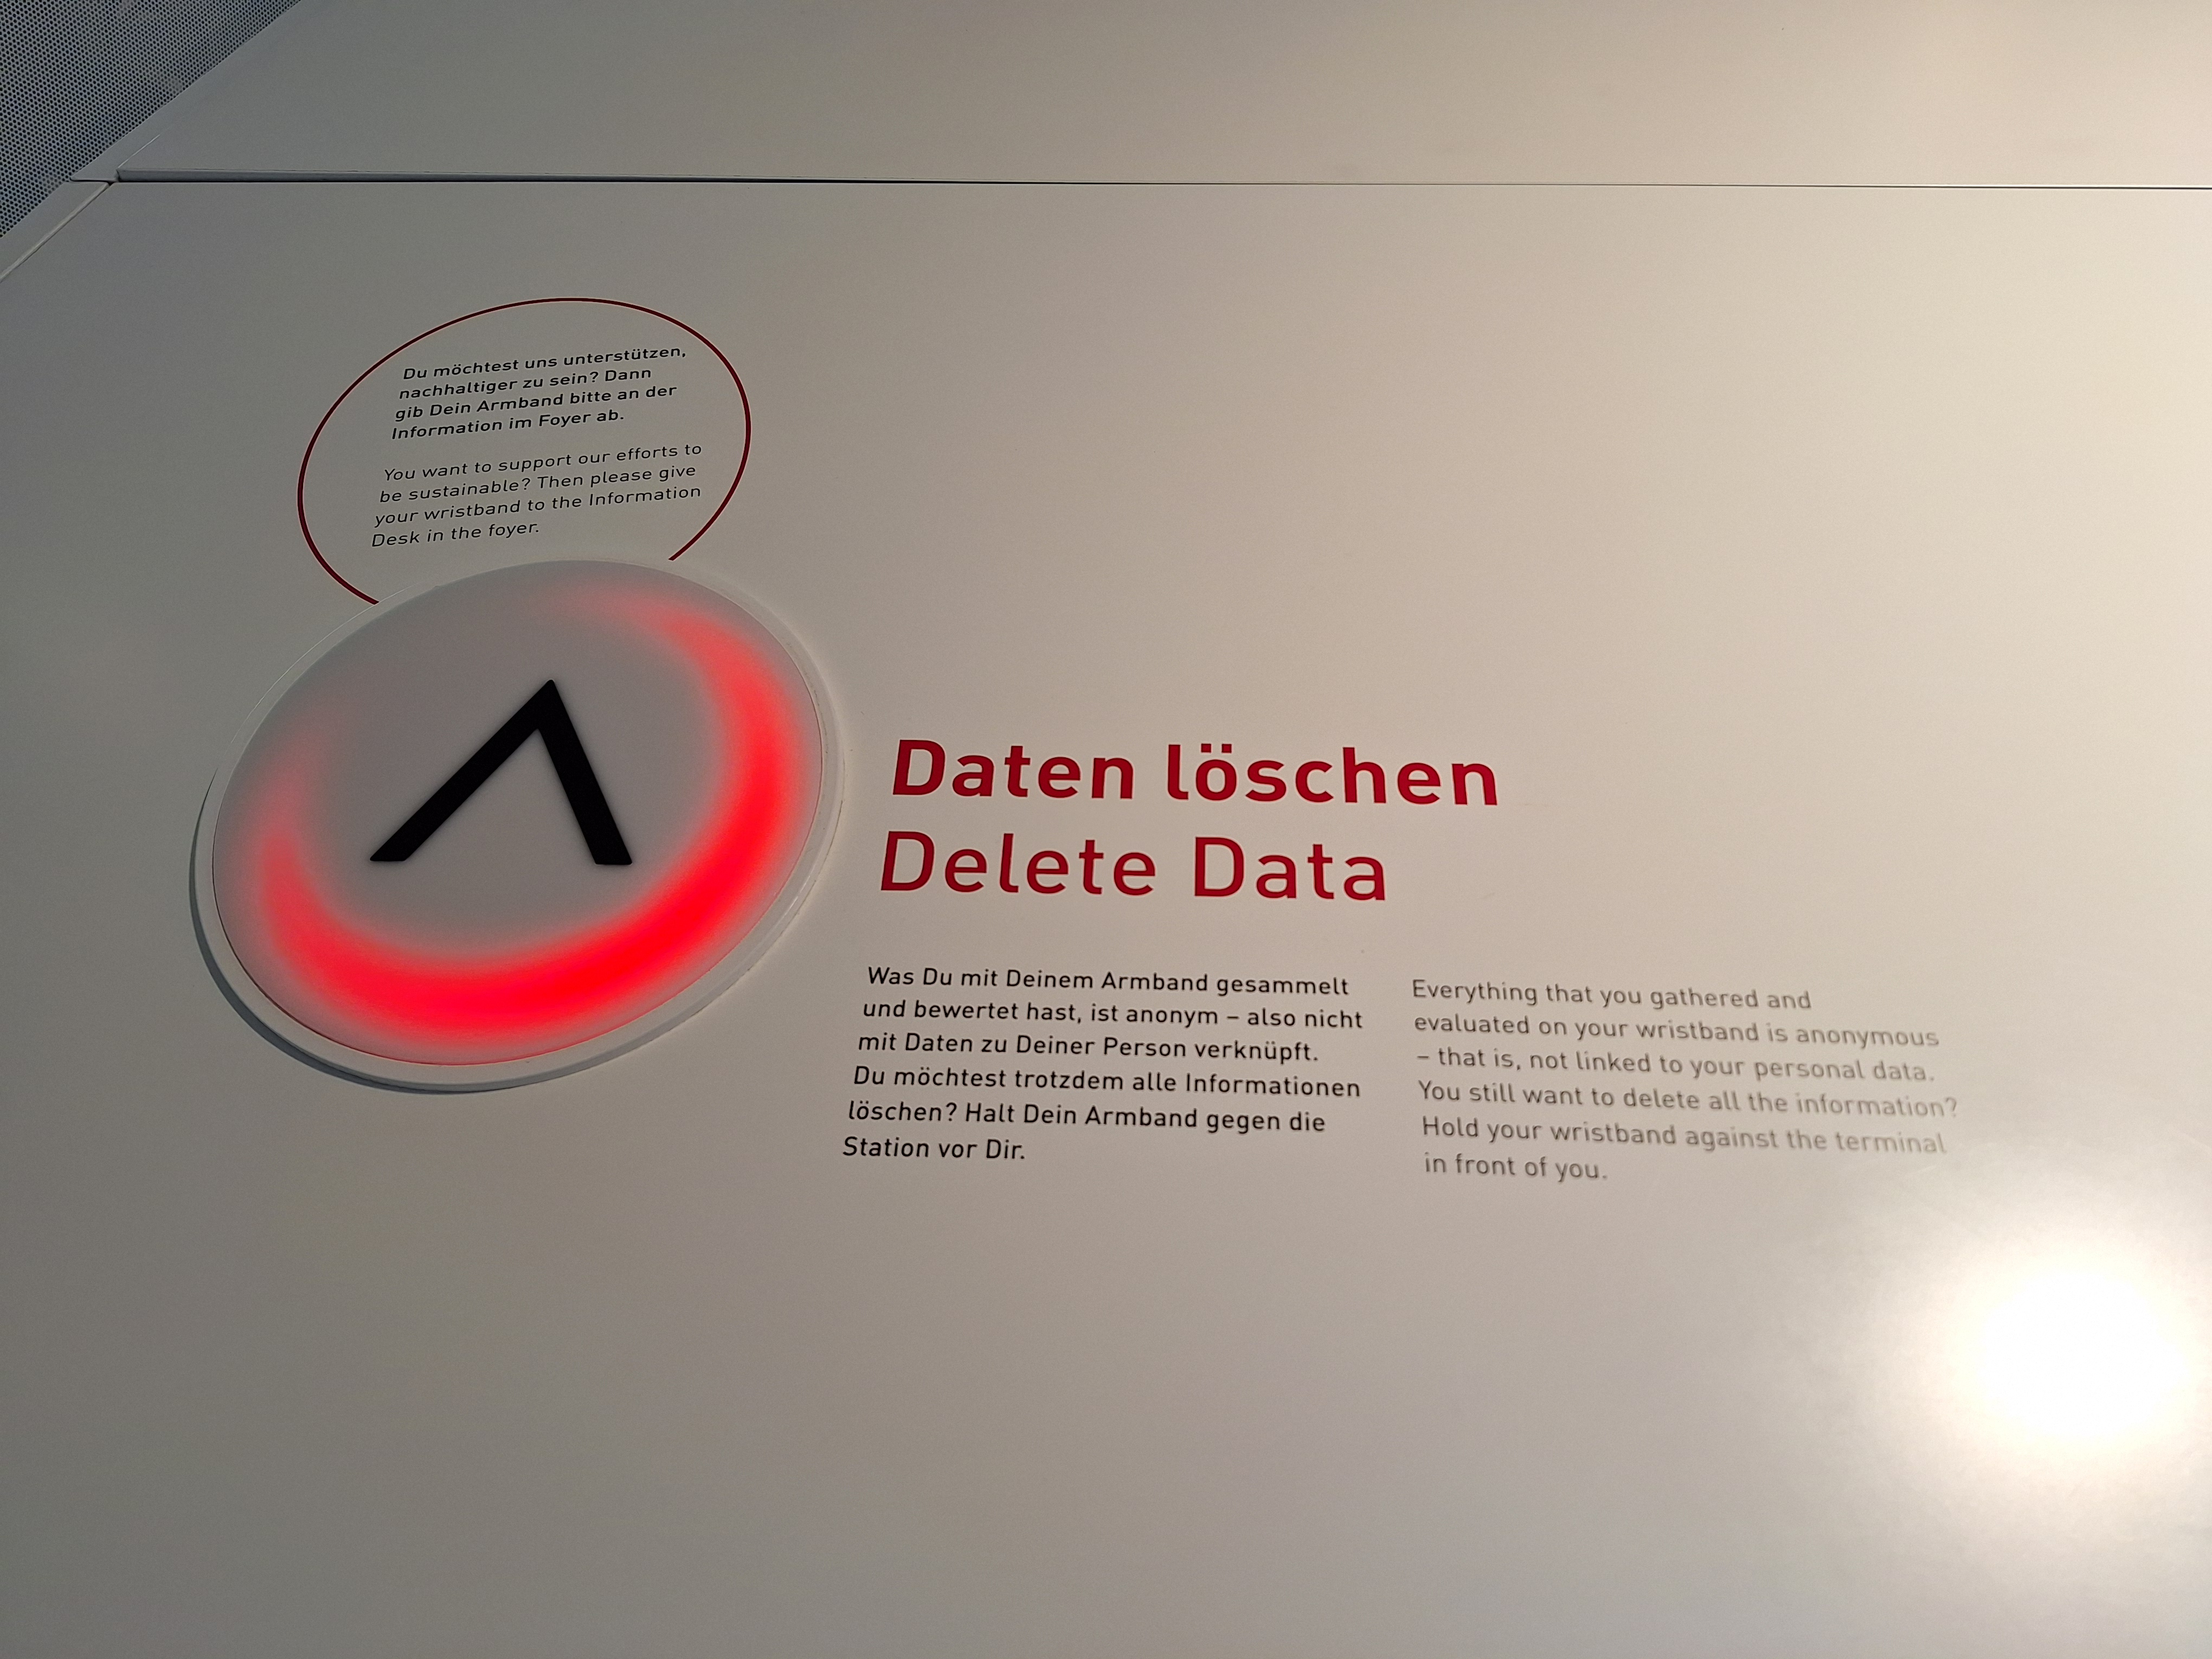 Du möchtest uns unterstützen,
nachhaltiger zu sein? Dann
gib Dein Armband bitte an der
Information im Foyer ab.
You want to support our efforts to
be sustainable? Then please give
your wristband to the Information
Desk in the foyer.
Daten löschen
Delete Data
Was Du mit Deinem Armband gesammelt
und bewertet hast, ist anonym – also nicht
mit Daten zu Deiner Person verknüpft.
Du möchtest trotzdem alle Informationen
löschen? Halt Dein Armband gegen die
Station vor Dir.
Everything that you gathered and
evaluated on your wristband is anonymous
– that is, not linked to your personal data.
You still want to delete all the information?
Hold your wristband against the terminal
in front of you.